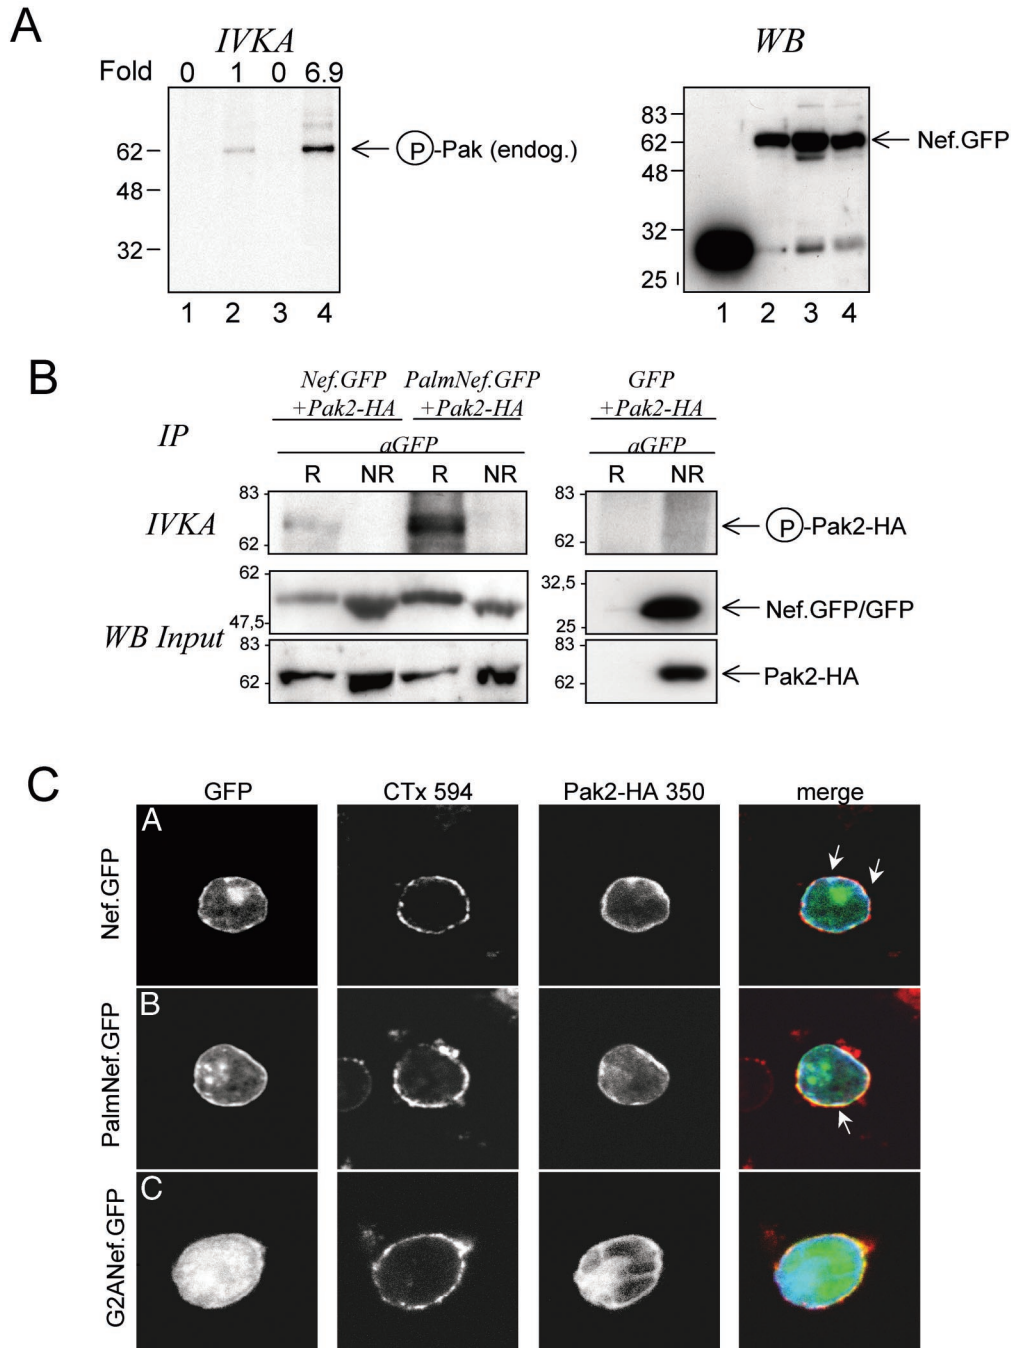 A
IVKA
WB
Fold 0 1 0 6.9
62
48
32
P-Pak (endog.)
1 2 3 4
83
62
48
32
25
Nef.GFP
1 2 3 4
B
Nef.GFP PalmNef.GFP GFP
+Pak2-HA +Pak2-HA +Pak2-HA
IP
aGFP aGFP
R NR R NR R NR
IVKA
83
62
83
62
P-Pak2-HA
WB Input
62
47,5
32,5
25
Nef.GFP/GFP
83
62
83
62
Pak2-HA
C
GFP CTx 594 Pak2-HA 350 merge
A
Nef.GFP
B
PalmNef.GFP
C
G2ANef.GFP